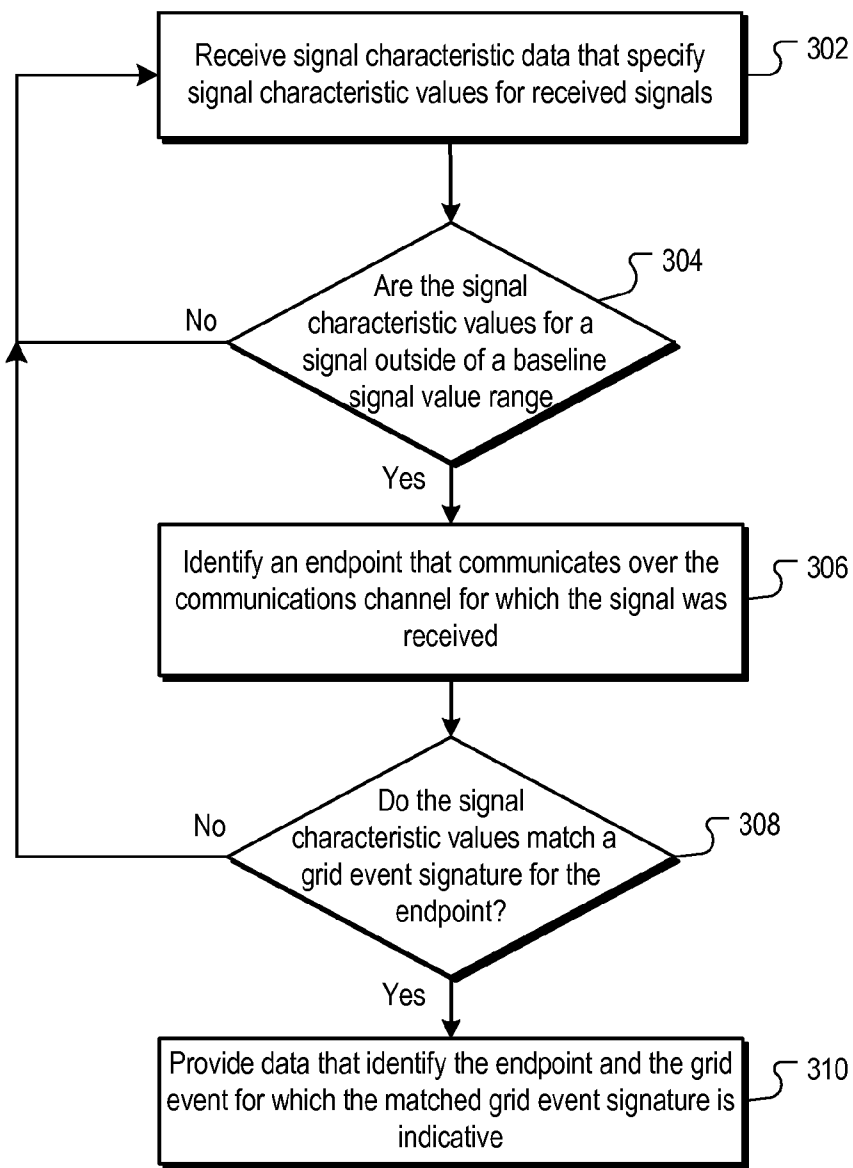 Receive signal characteristic data that specify
signal characteristic values for received signals
302
Are the signal
characteristic values for a
signal outside of a baseline
signal value range
304
No
Yes
Identify an endpoint that communicates over the
communications channel for which the signal was
received
306
Do the signal
characteristic values match a
grid event signature for the
endpoint?
308
No
Yes
Provide data that identify the endpoint and the grid
event for which the matched grid event signature is
indicative
310